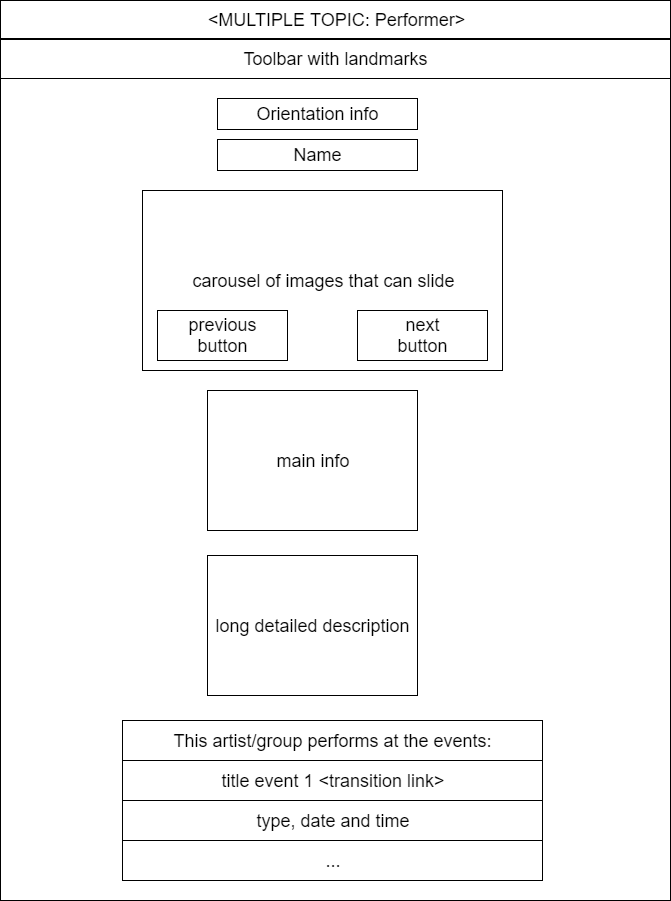 <MULTIPLE TOPIC: Performer>
Toolbar with landmarks
Orientation info
Name
carousel of images that can slide
previous
button
next
button
main info
long detailed description
This artist/group performs at the events:
title event 1 <transition link>
type, date and time
...